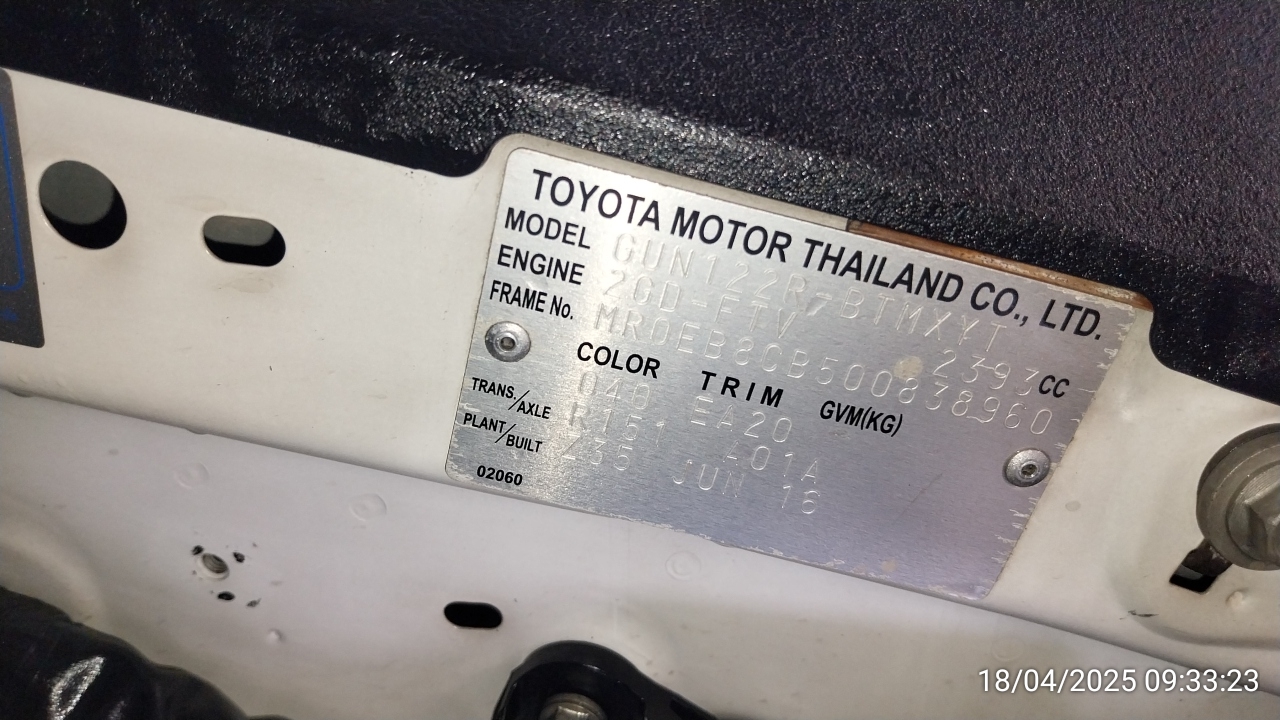 TOYOTA MOTOR THAILAND CO., LTD.
MODEL GUN122R-BTMXYT
ENGINE 2GD-FTV 2393 CC
FRAME No. MR0EB8CB500838960
COLOR TRIM GVM(KG)
040 EA20
TRANS./AXLE R151 -01A
PLANT/BUILT Z35 JUN 16
02060
18/04/2025 09:33:23